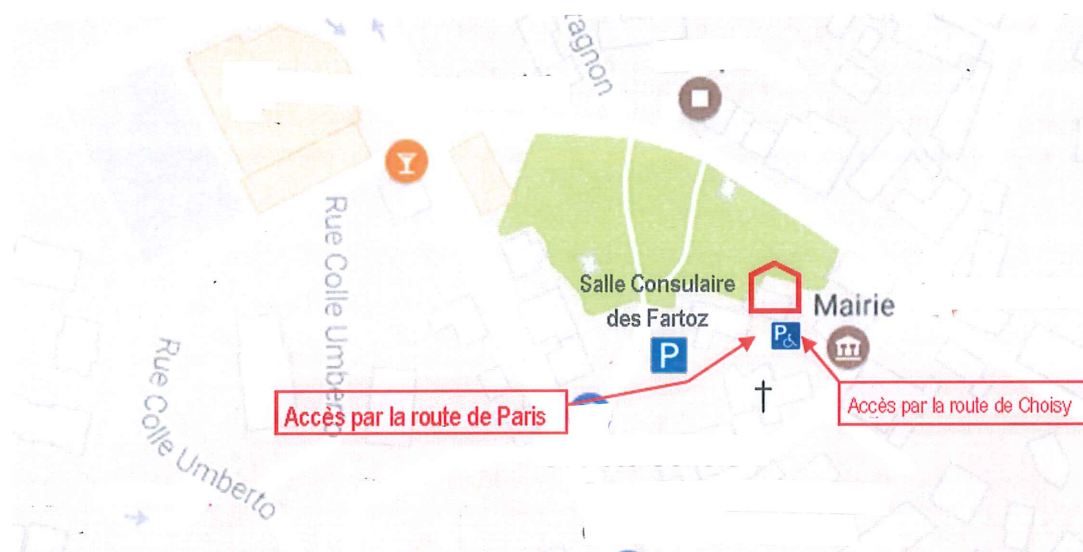 Rue Colle Umberto
Salle Consulaire
des Fartoz
Mairie
P
P
Accès par la route de Paris
Accès par la route de Choisy
Rue Colle Umberto